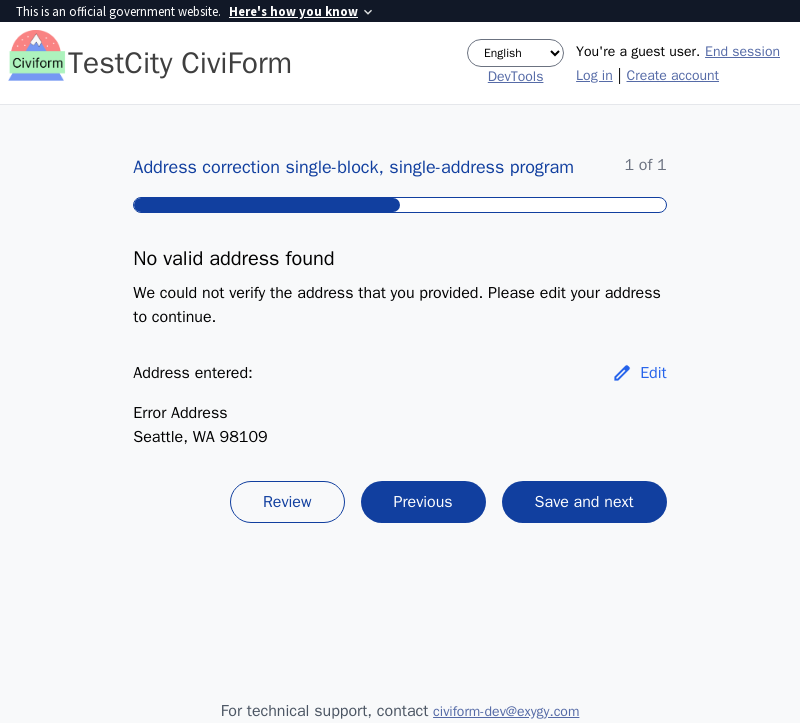 This is an official government website. Here's how you know
Civiform
TestCity CiviForm
English
DevTools
You're a guest user. End session
Log in | Create account
Address correction single-block, single-address program
1 of 1
No valid address found
We could not verify the address that you provided. Please edit your address
to continue.
Address entered:
Edit
Error Address
Seattle, WA 98109
Review
Previous
Save and next
For technical support, contact civiform-dev@exygy.com